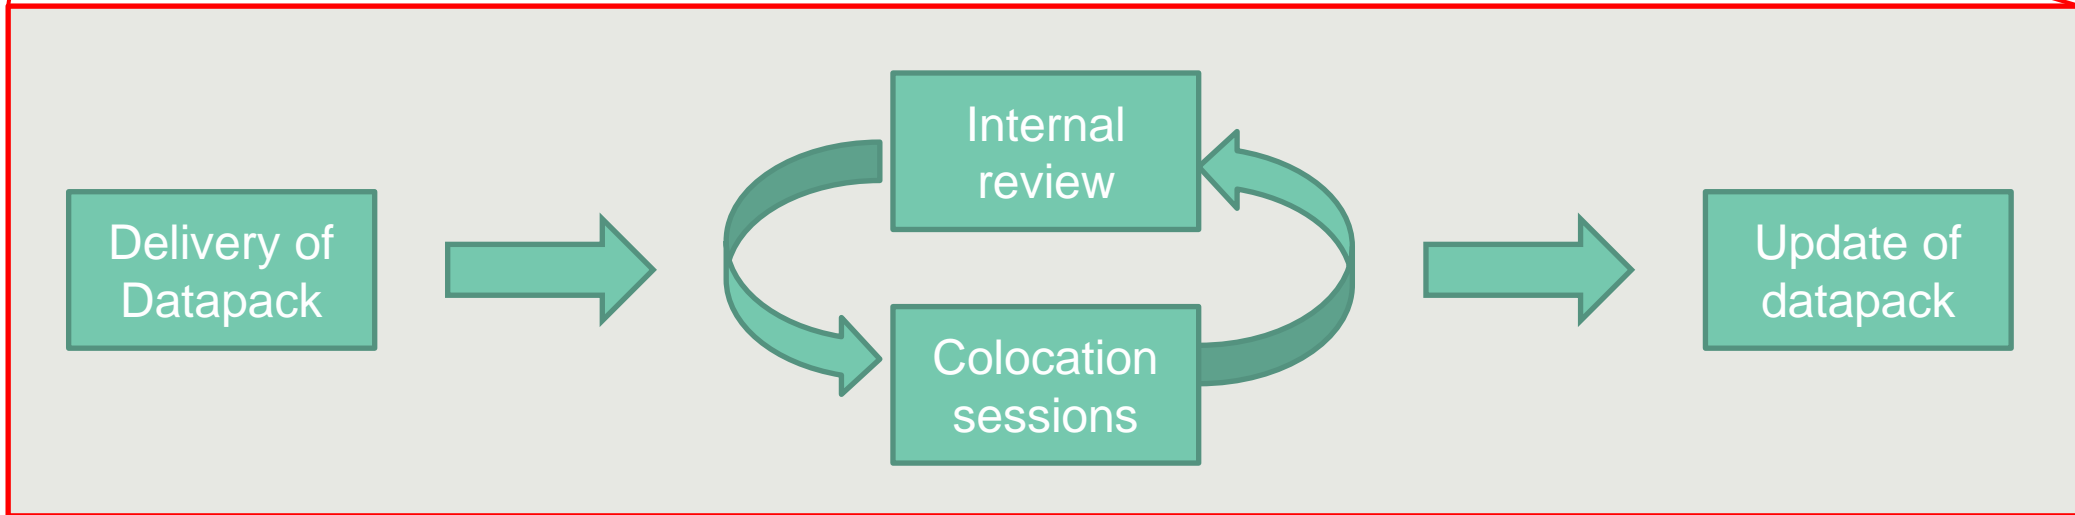 Delivery of
Datapack
Internal
review
Colocation
sessions
Update of
datapack